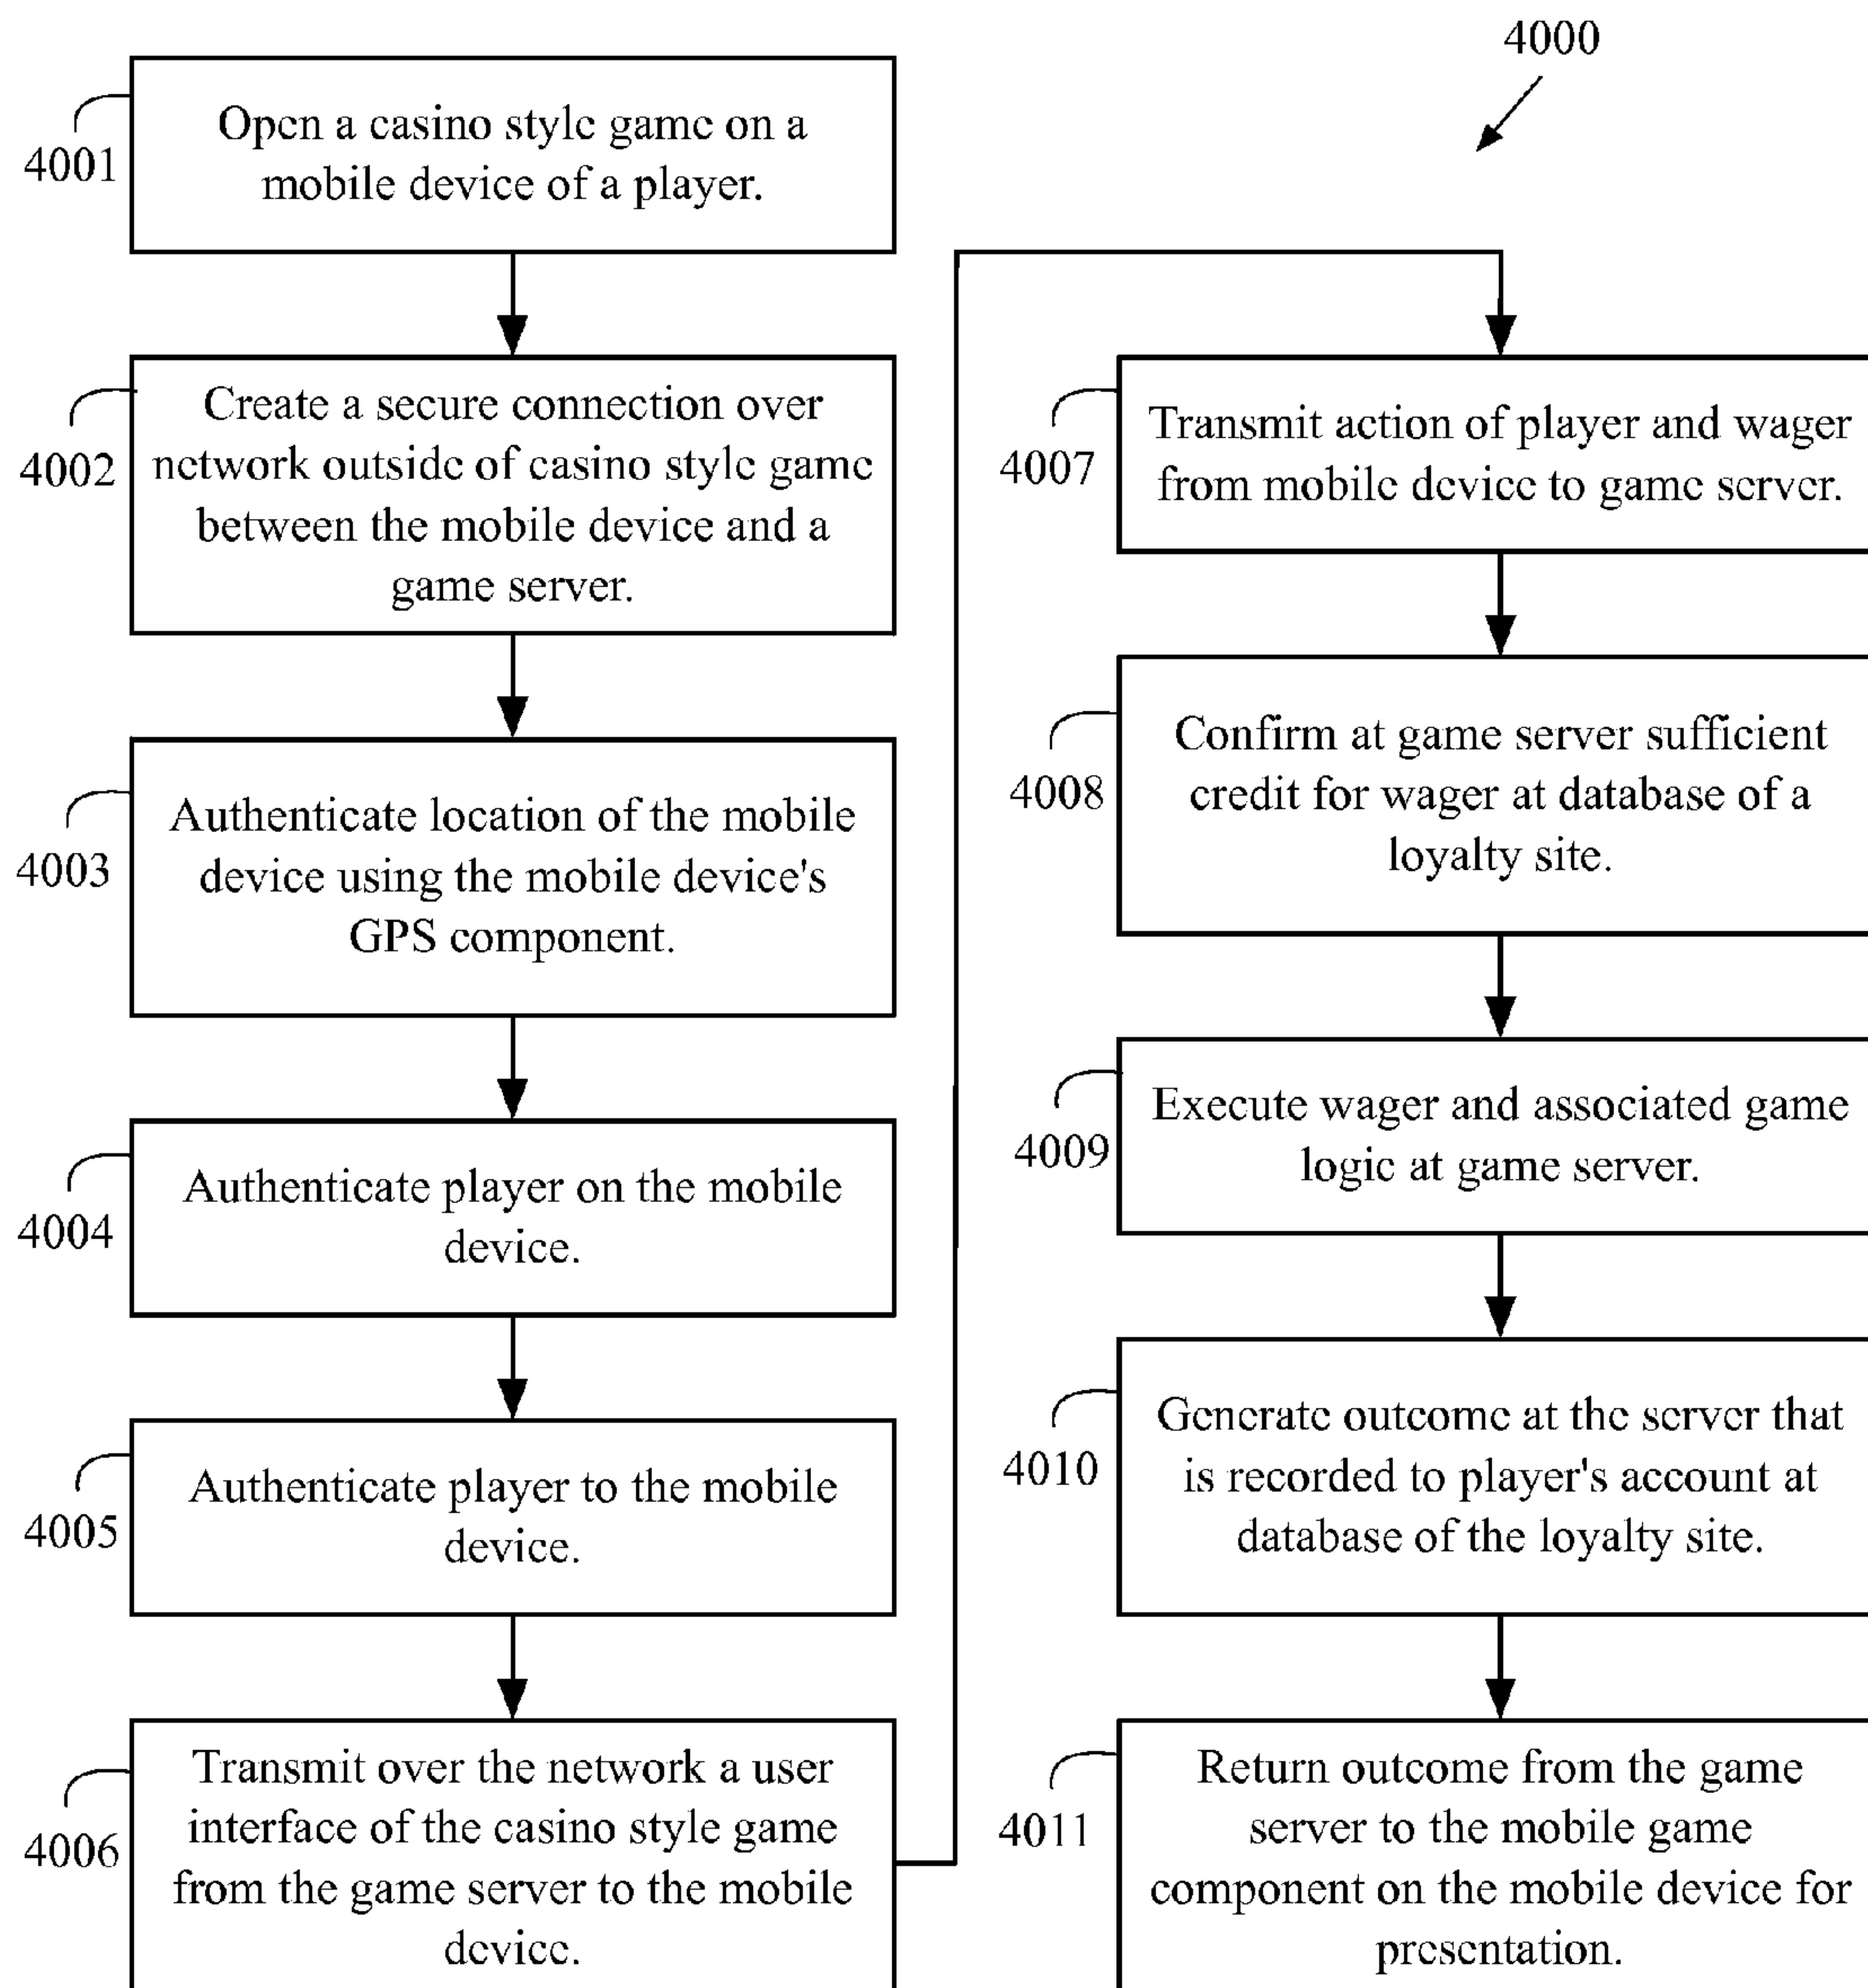 4000
4001
Open a casino style game on a
mobile device of a player.
4002
Create a secure connection over
network outside of casino style game
between the mobile device and a
game server.
4003
Authenticate location of the mobile
device using the mobile device's
GPS component.
4004
Authenticate player on the mobile
device.
4005
Authenticate player to the mobile
device.
4006
Transmit over the network a user
interface of the casino style game
from the game server to the mobile
device.
4007
Transmit action of player and wager
from mobile device to game server.
4008
Confirm at game server sufficient
credit for wager at database of a
loyalty site.
4009
Execute wager and associated game
logic at game server.
4010
Generate outcome at the server that
is recorded to player's account at
database of the loyalty site.
4011
Return outcome from the game
server to the mobile game
component on the mobile device for
presentation.